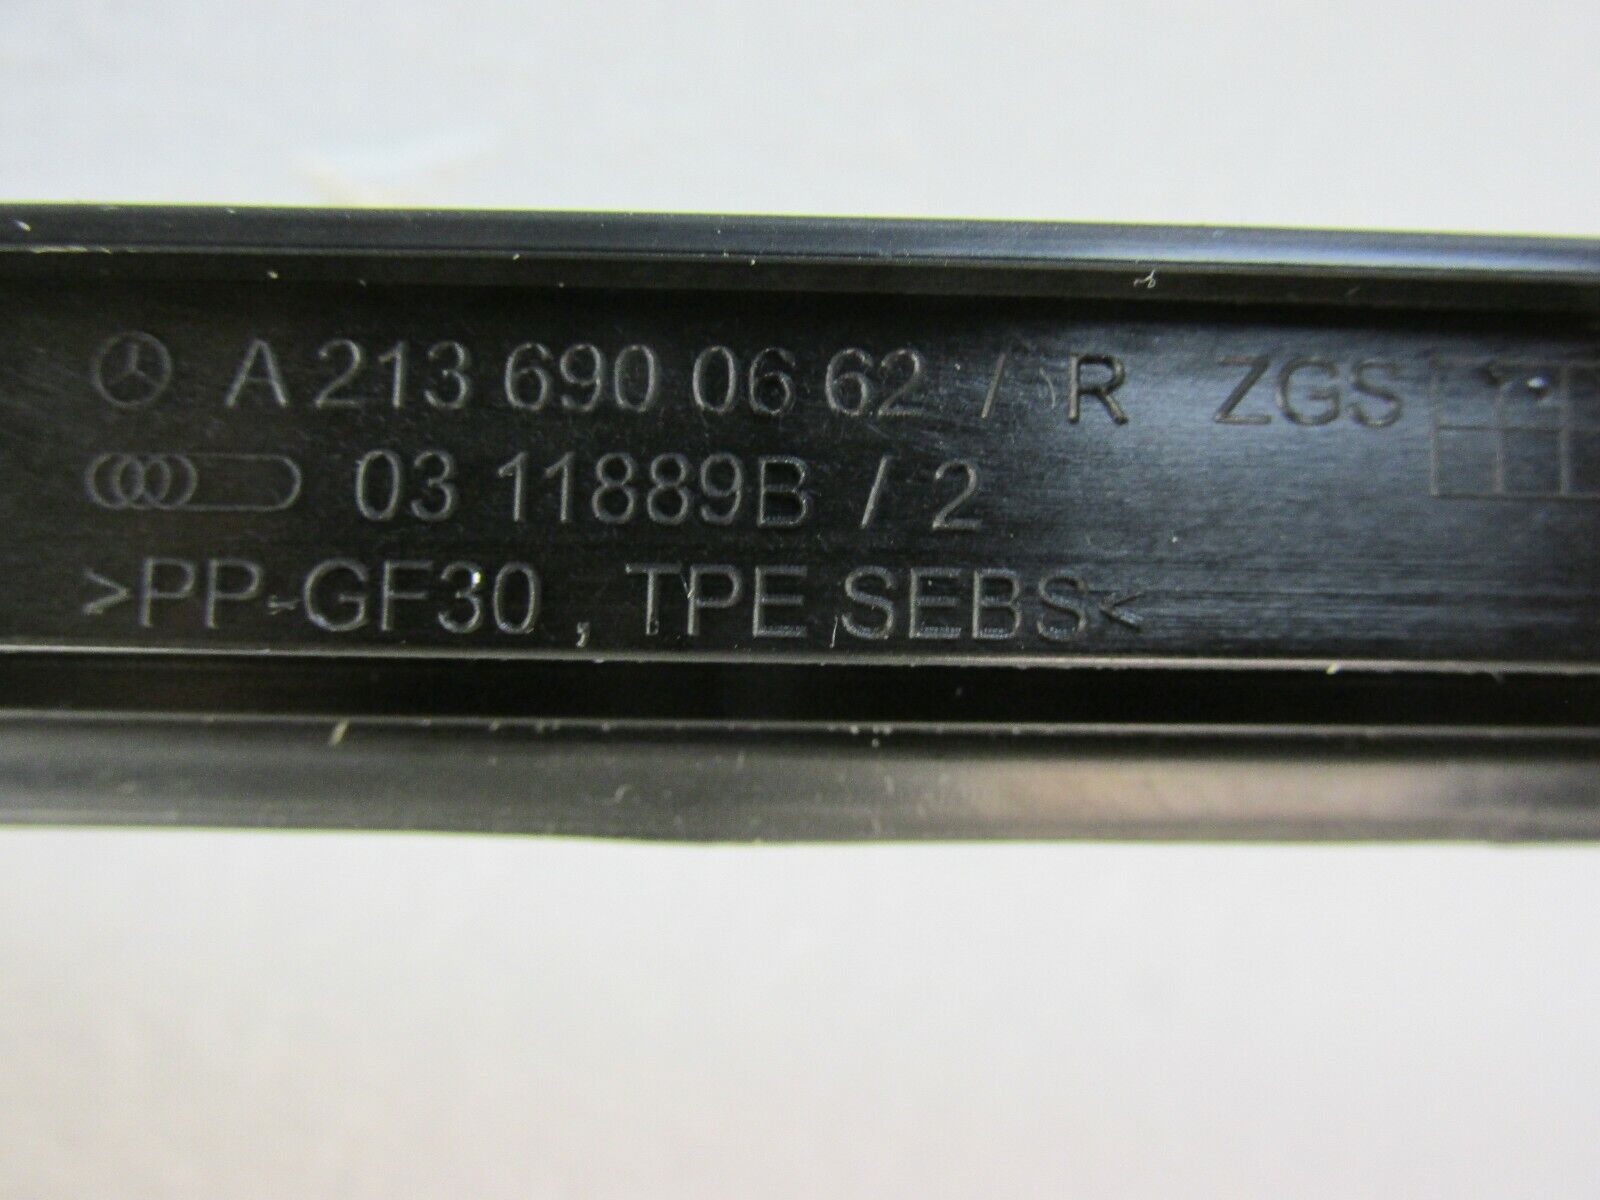 A 213 690 06 62 / R ZGS
03 11889B / 2
>PP-GF30 , TPE SEBS<